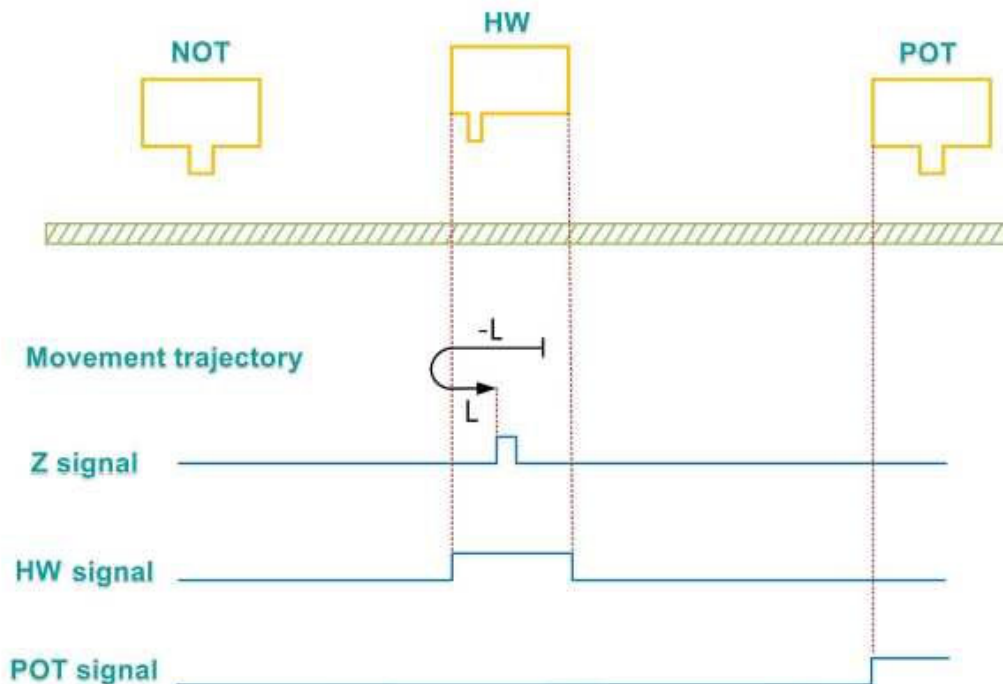 HW
NOT
POT
-L
Movement trajectory
L
Z signal
HW signal
POT signal